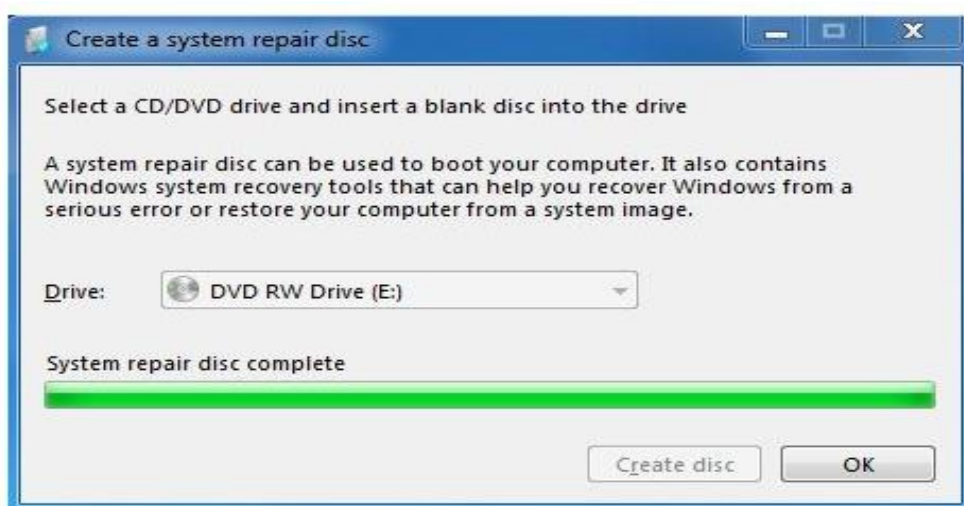 Create a system repair disc
Select a CD/DVD drive and insert a blank disc into the drive
A system repair disc can be used to boot your computer. It also contains
Windows system recovery tools that can help you recover Windows from a
serious error or restore your computer from a system image.
Drive: DVD RW Drive (E:)
System repair disc complete
Create disc OK